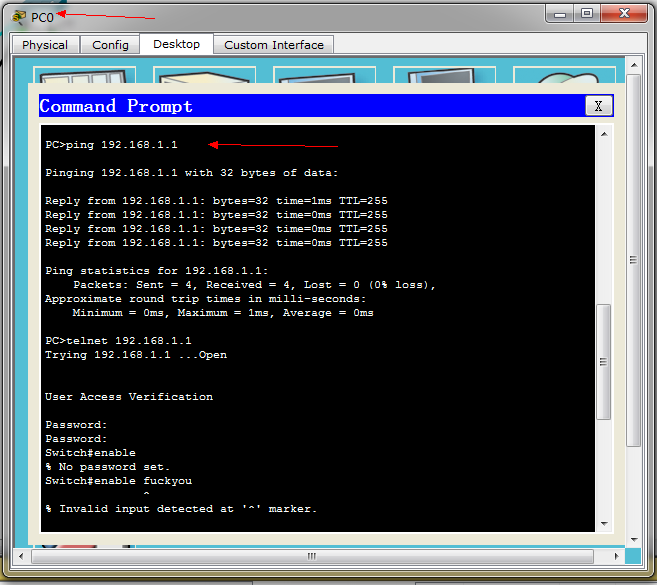 PC0
Physical Config Desktop Custom Interface
Command Prompt
X
PC>ping 192.168.1.1
Pinging 192.168.1.1 with 32 bytes of data:
Reply from 192.168.1.1: bytes=32 time=1ms TTL=255
Reply from 192.168.1.1: bytes=32 time=0ms TTL=255
Reply from 192.168.1.1: bytes=32 time=0ms TTL=255
Reply from 192.168.1.1: bytes=32 time=0ms TTL=255
Ping statistics for 192.168.1.1:
Packets: Sent = 4, Received = 4, Lost = 0 (0% loss),
Approximate round trip times in milli-seconds:
Minimum = 0ms, Maximum = 1ms, Average = 0ms
PC>telnet 192.168.1.1
Trying 192.168.1.1 ...Open
User Access Verification
Password:
Password:
Switch#enable
% No password set.
Switch#enable fuckyou
^
% Invalid input detected at '^' marker.